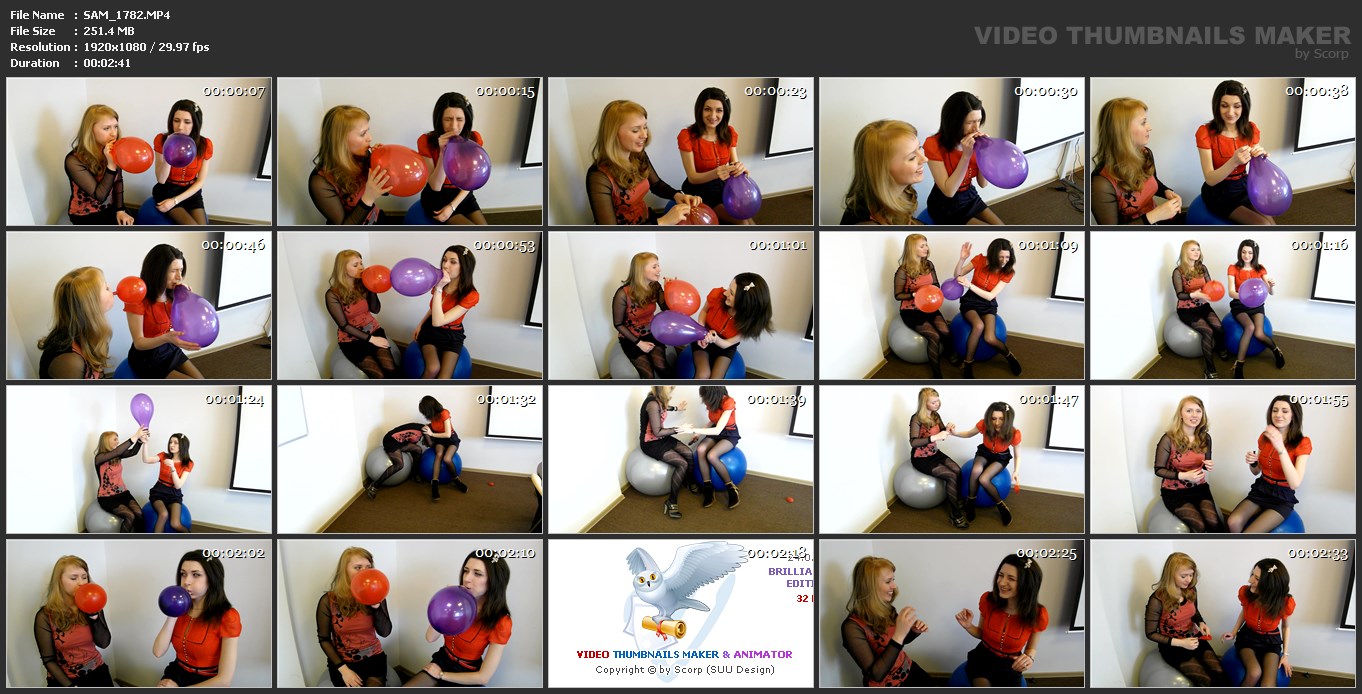 File Name : SAM_1782.MP4
File Size : 251.4 MB
Resolution : 1920x1080 / 29.97 fps
Duration : 00:02:41
VIDEO THUMBNAILS MAKER
by Scorp
00:00:07
00:00:15
00:00:23
00:00:30
00:00:38
00:00:46
00:00:53
00:01:01
00:01:09
00:01:16
00:01:24
00:01:32
00:01:39
00:01:47
00:01:55
00:02:02
00:02:10
00:02:18
BRILLIA
EDITI
32
VIDEO THUMBNAILS MAKER & ANIMATOR
Copyright © by Scorp (SUU Design)
00:02:25
00:02:33